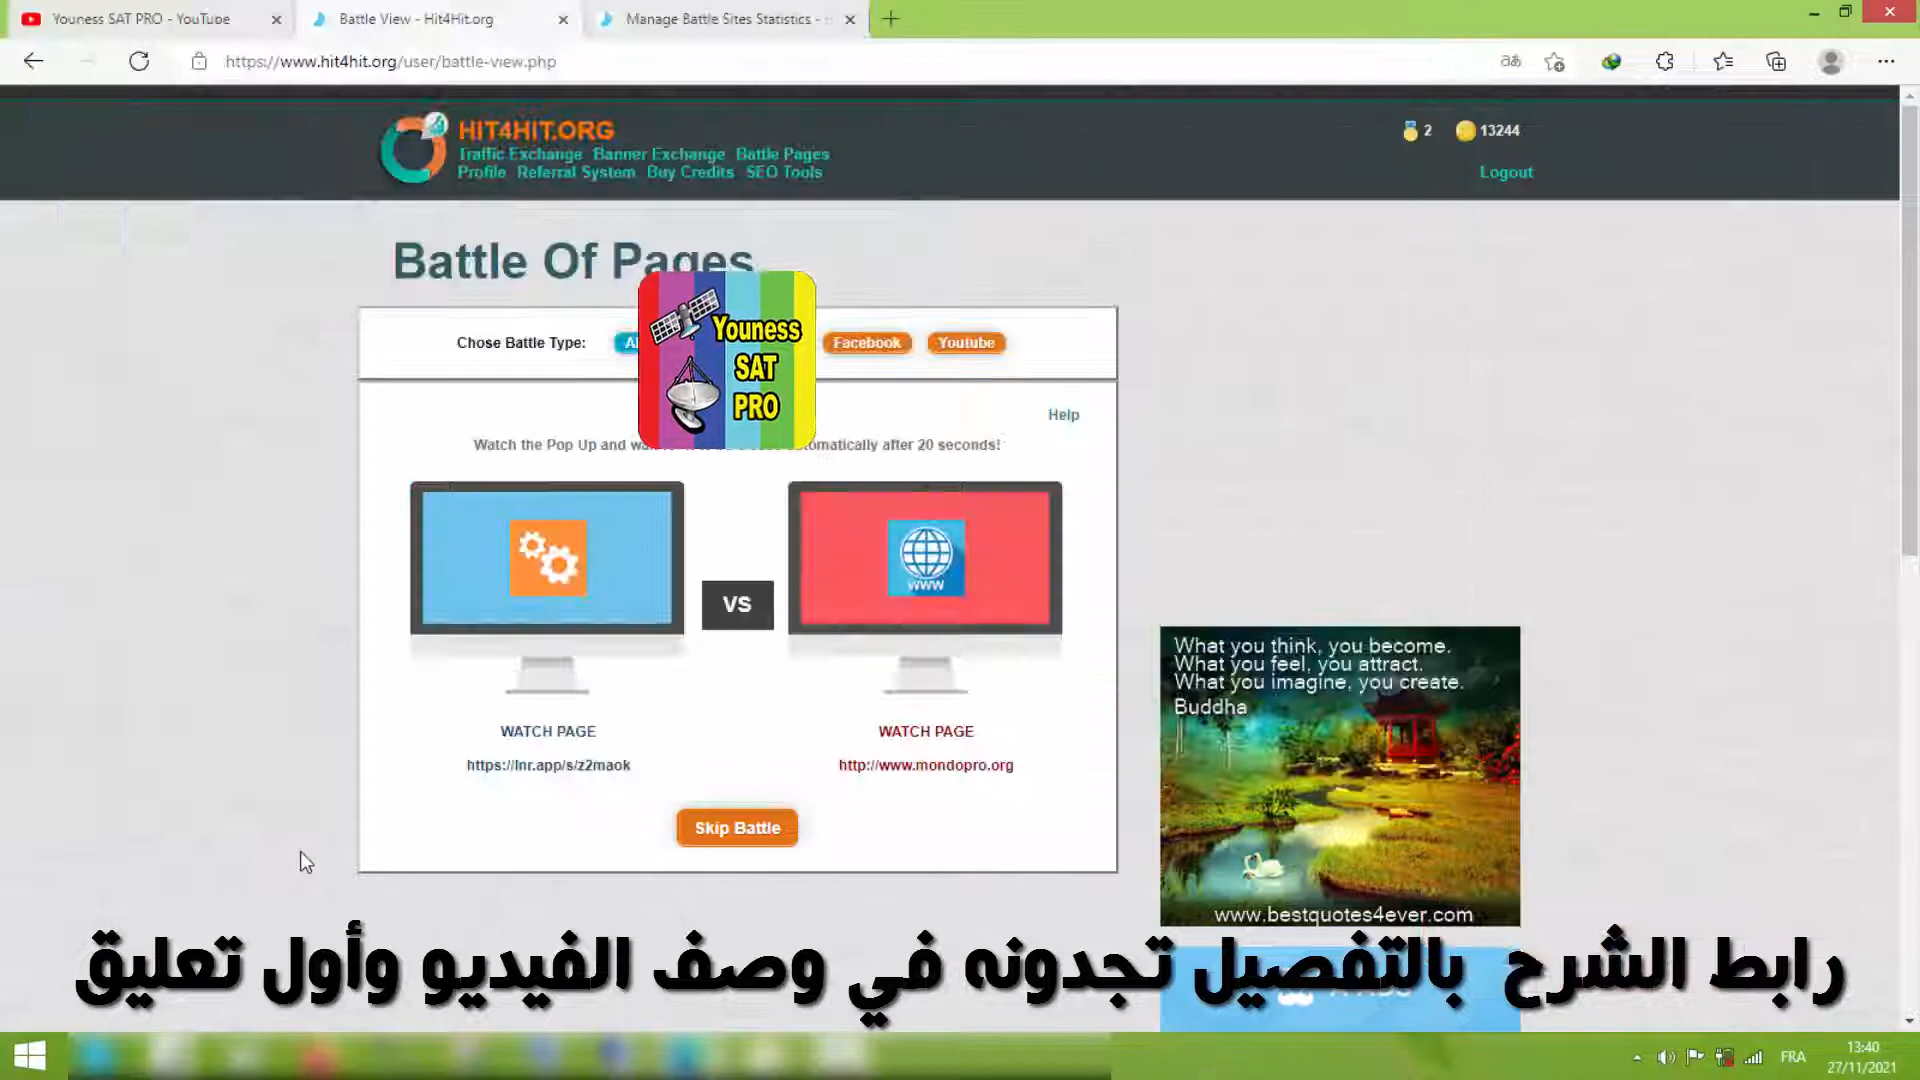 Youness SAT PRO - YouTube
Battle View - Hit4Hit.org
Manage Battle Sites Statistics -
https://www.hit4hit.org/user/battle-view.php
HIT4HIT.ORG
Traffic Exchange Banner Exchange Battle Pages
Profile Referral System Buy Credits SEO Tools
2 13244
Logout
Battle Of Pages
Chose Battle Type: Facebook Youtube
Youness
SAT
PRO
Help
Watch the Pop Up and after 20 seconds!
VS
WATCH PAGE
https://lnr.app/s/z2maok
WWW
WATCH PAGE
http://www.mondopro.org
Skip Battle
What you think, you become.
What you feel, you attract.
What you imagine, you create.
Buddha
www.bestquotes4ever.com
رابط الشرح بالتفصيل تجدونه في وصف الفيديو وأول تعليق
FRA
13:40
27/11/2021